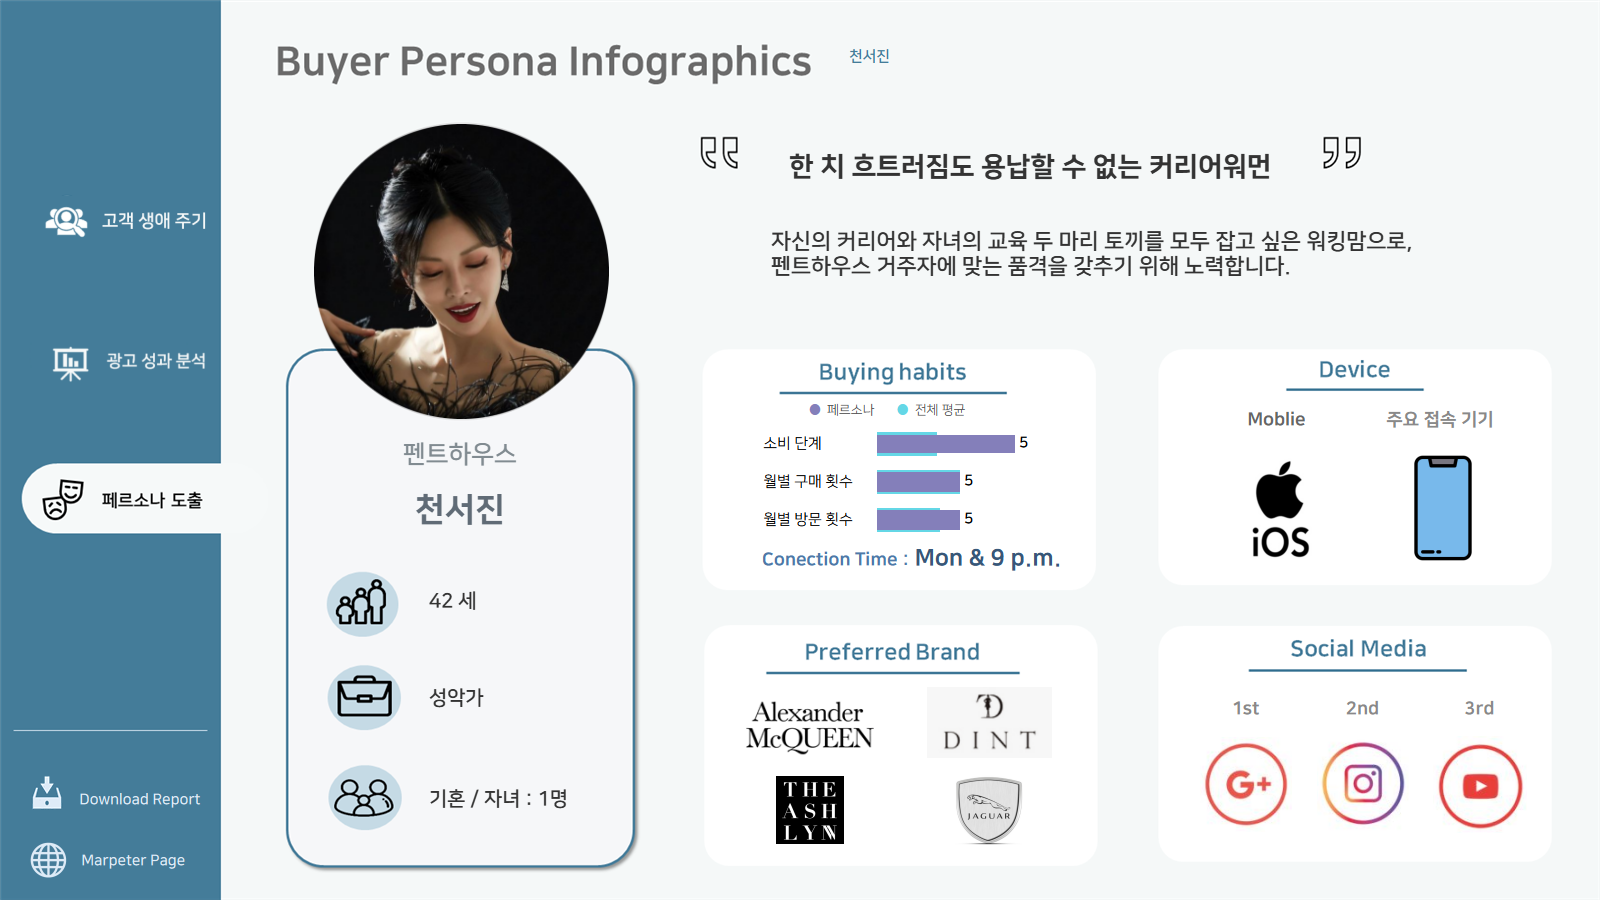 Buyer Persona Infographics
천서진
고객 생애 주기
광고 성과 분석
페르소나 도출
Download Report
Marpeter Page
펜트하우스
천서진
42 세
성악가
기혼 / 자녀 : 1명
한 치 흐트러짐도 용납할 수 없는 커리어워먼
자신의 커리어와 자녀의 교육 두 마리 토끼를 모두 잡고 싶은 워킹맘으로,
펜트하우스 거주자에 맞는 품격을 갖추기 위해 노력합니다.
Buying habits
페르소나 전체 평균
소비 단계 5
월별 구매 횟수 5
월별 방문 횟수 5
Conection Time : Mon & 9 p.m.
Device
Moblie 주요 접속 기기
iOS
Preferred Brand
Alexander
McQUEEN
DINT
THE
ASH
LYN
JAGUAR
Social Media
1st 2nd 3rd
G+